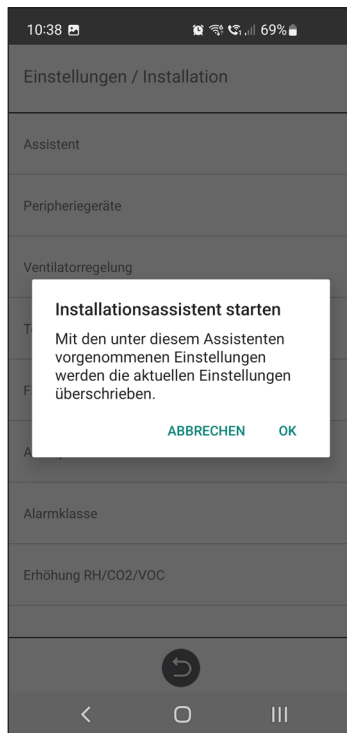 10:38
69%
Einstellungen / Installation
Assistent
Peripheriegeräte
Ventilatorregelung
Installationsassistent starten
Mit den unter diesem Assistenten
vorgenommenen Einstellungen
werden die aktuellen Einstellungen
überschrieben.
ABBRECHEN OK
Alarmklasse
Erhöhung RH/CO2/VOC